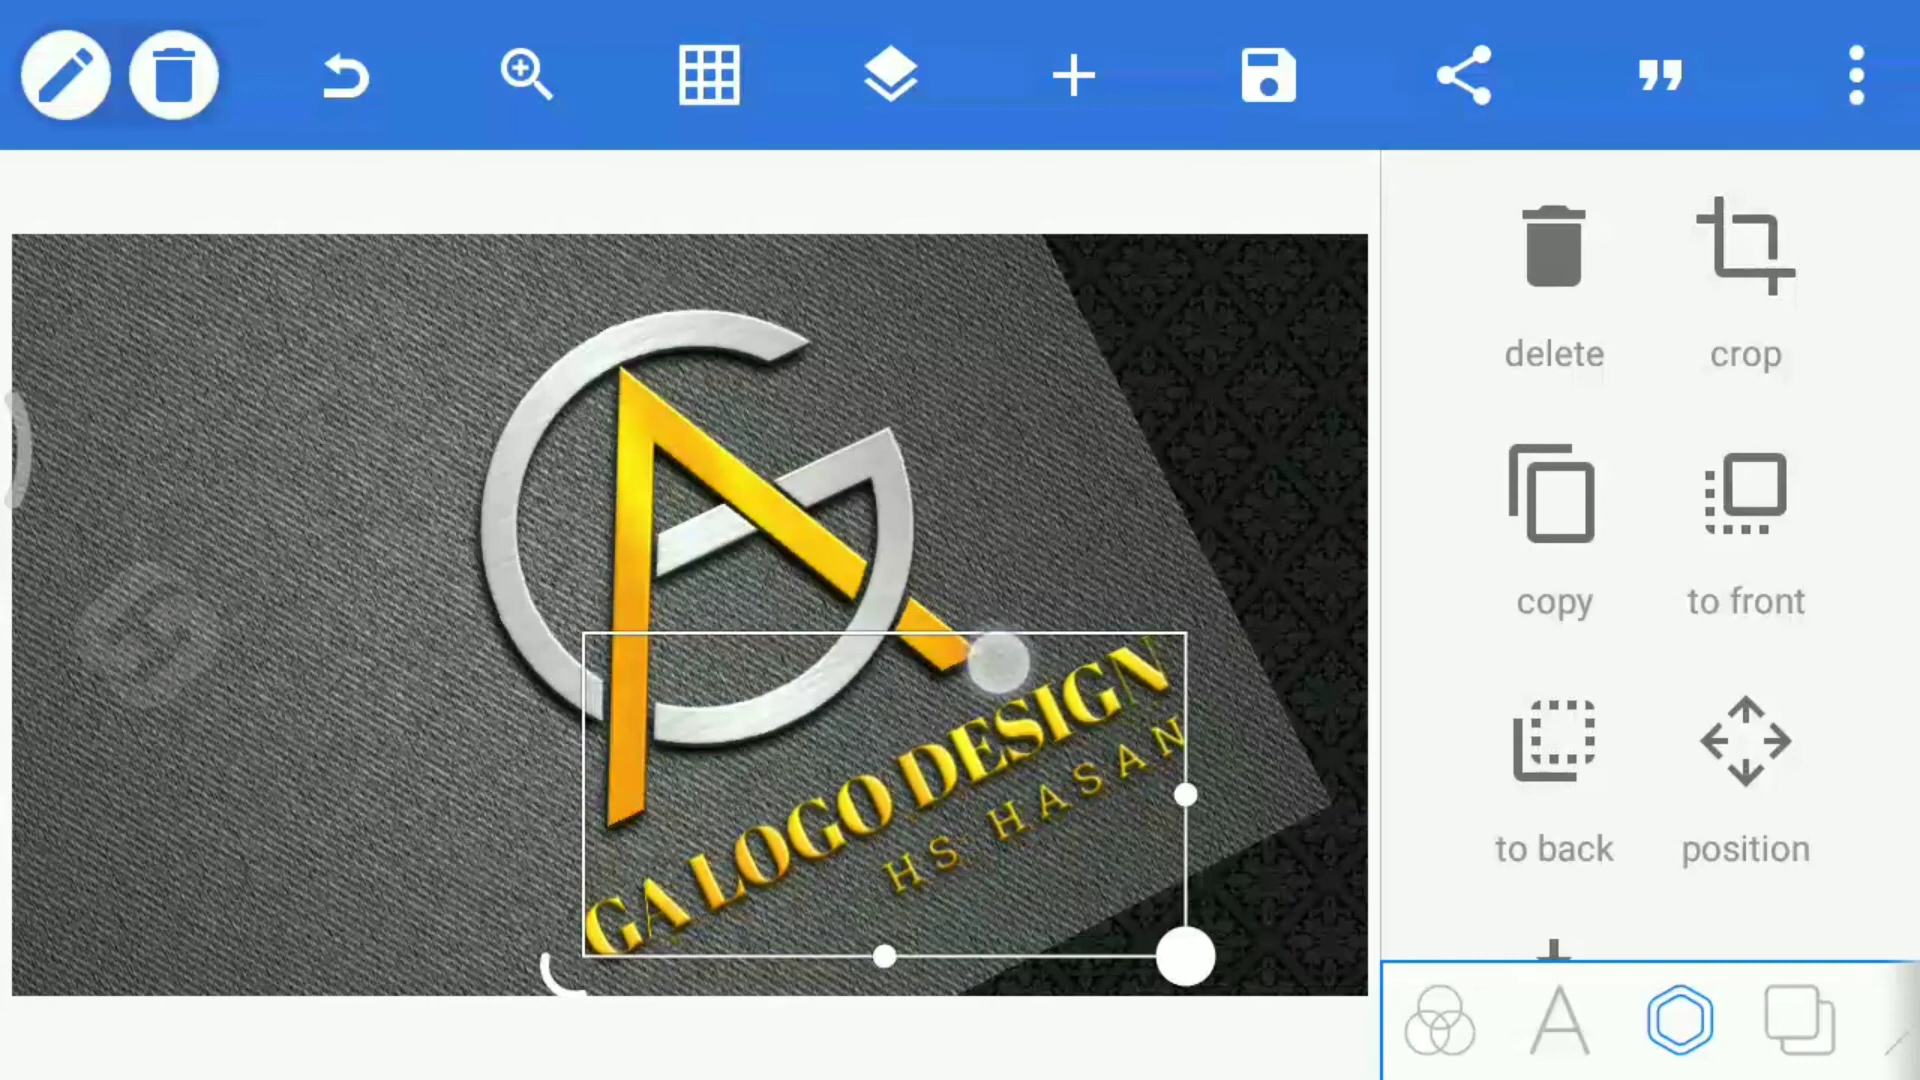 GA LOGO DESIGN
HS HASAN
delete
crop
copy
to front
to back
position